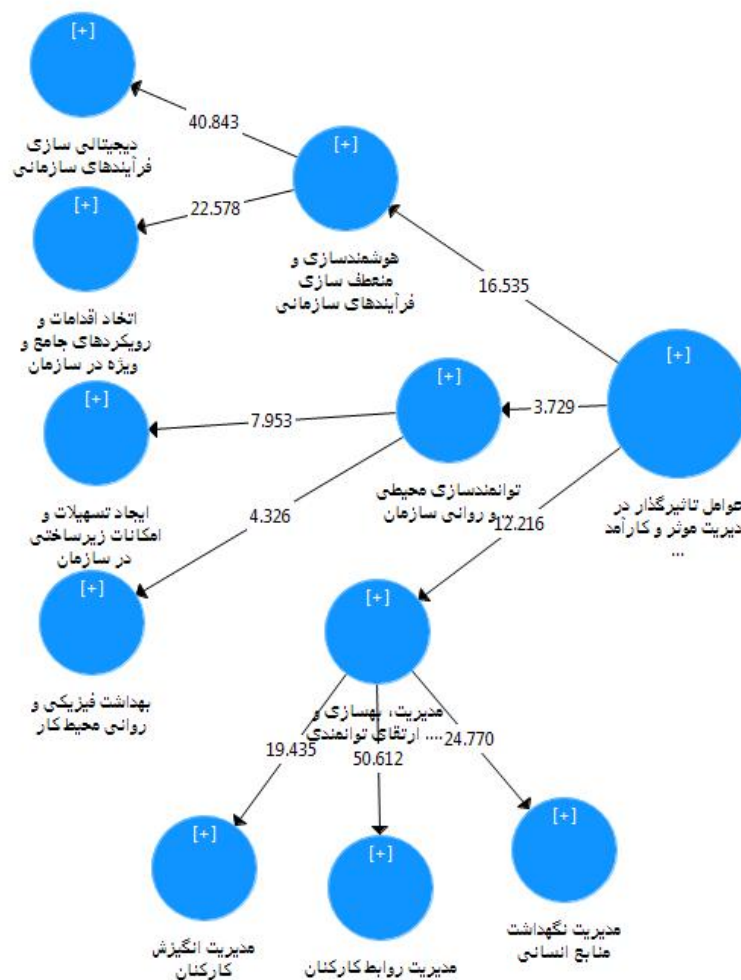 [+]
دیجیتالی سازی
فرآیندهای سازمانی
40.843
[+]
هوشمندسازی و
منعطف سازی
فرآیندهای سازمانی
22.578
[+]
اتخاد اقدامات و
رویکردهای جامع و
ویژه در سازمان
16.535
[+]
عوامل تاثیرگذار در
مدیریت موثر و کارآمد
...
3.729
[+]
توانمندسازی محیطی
و روانی سازمان...
7.953
[+]
ایجاد تسهیلات و
امکانات زیرساختی
در سازمان
4.326
[+]
بهداشت فیزیکی و
روانی محیط کار
12.216
[+]
مدیریت، بهسازی و
ارتقای توانمندی ....
19.435
50.612
24.770
[+]
مدیریت انگیزش
کارکنان
[+]
مدیریت روابط کارکنان
[+]
مدیریت نگهداشت
منابع انسانی